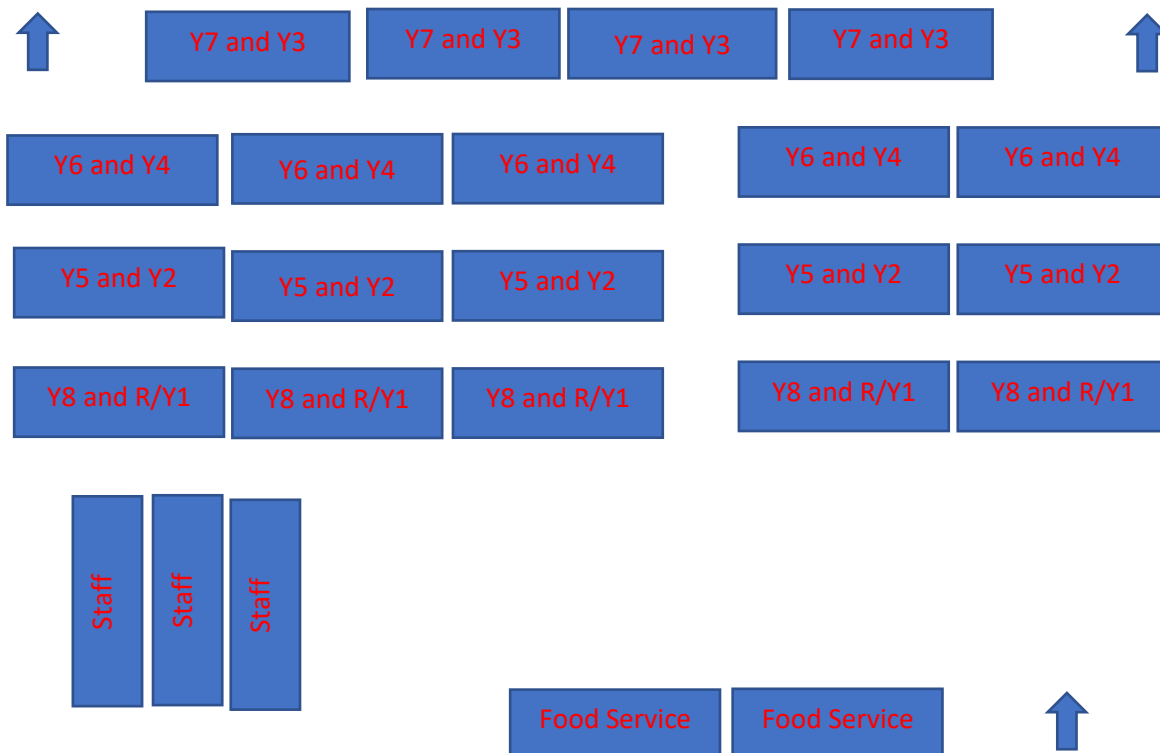 Y7 and Y3
Y7 and Y3
Y7 and Y3
Y7 and Y3
Y6 and Y4
Y6 and Y4
Y6 and Y4
Y6 and Y4
Y6 and Y4
Y5 and Y2
Y5 and Y2
Y5 and Y2
Y5 and Y2
Y5 and Y2
Y8 and R/Y1
Y8 and R/Y1
Y8 and R/Y1
Y8 and R/Y1
Y8 and R/Y1
Staff
Staff
Staff
Food Service
Food Service